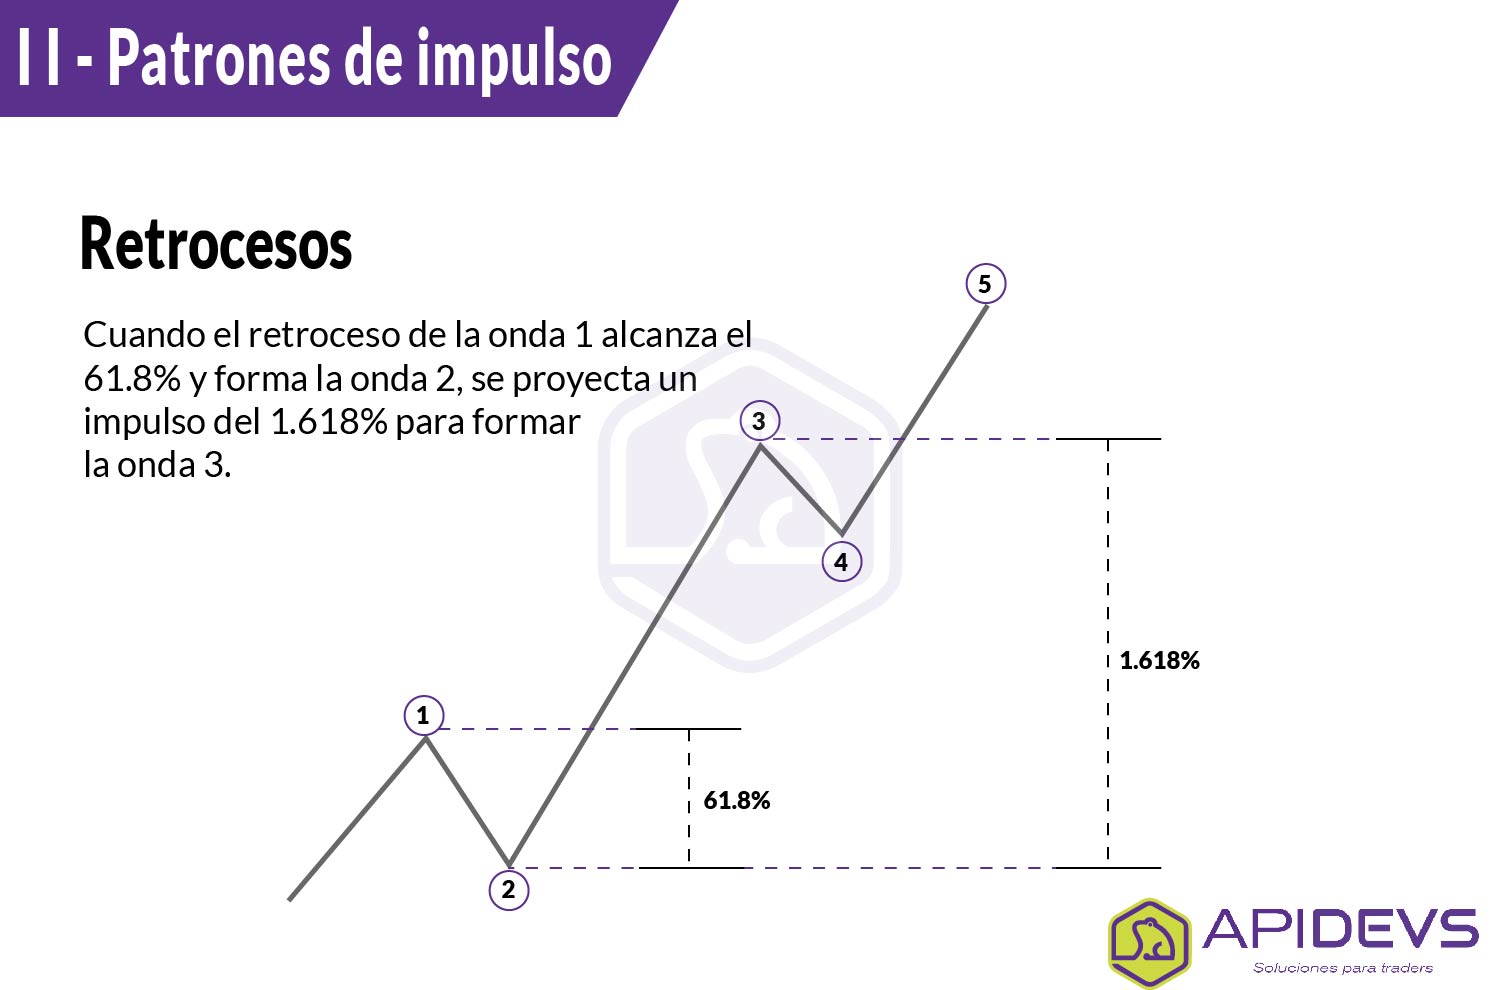 I I - Patrones de impulso
Retrocesos
Cuando el retroceso de la onda 1 alcanza el
61.8% y forma la onda 2, se proyecta un
impulso del 1.618% para formar
la onda 3.
5
3
4
1.618%
1
61.8%
2
APIDEVS
Soluciones para traders